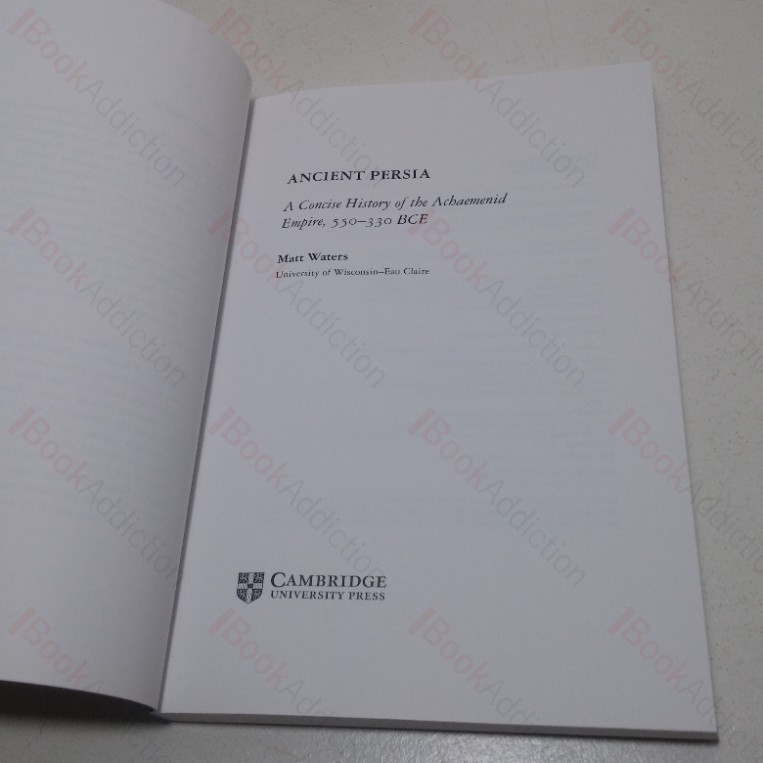 ANCIENT PERSIA
A Concise History of the Achaemenid
Empire, 550–330 BCE
Matt Waters
University of Wisconsin–Eau Claire
CAMBRIDGE
UNIVERSITY PRESS
BookAddiction